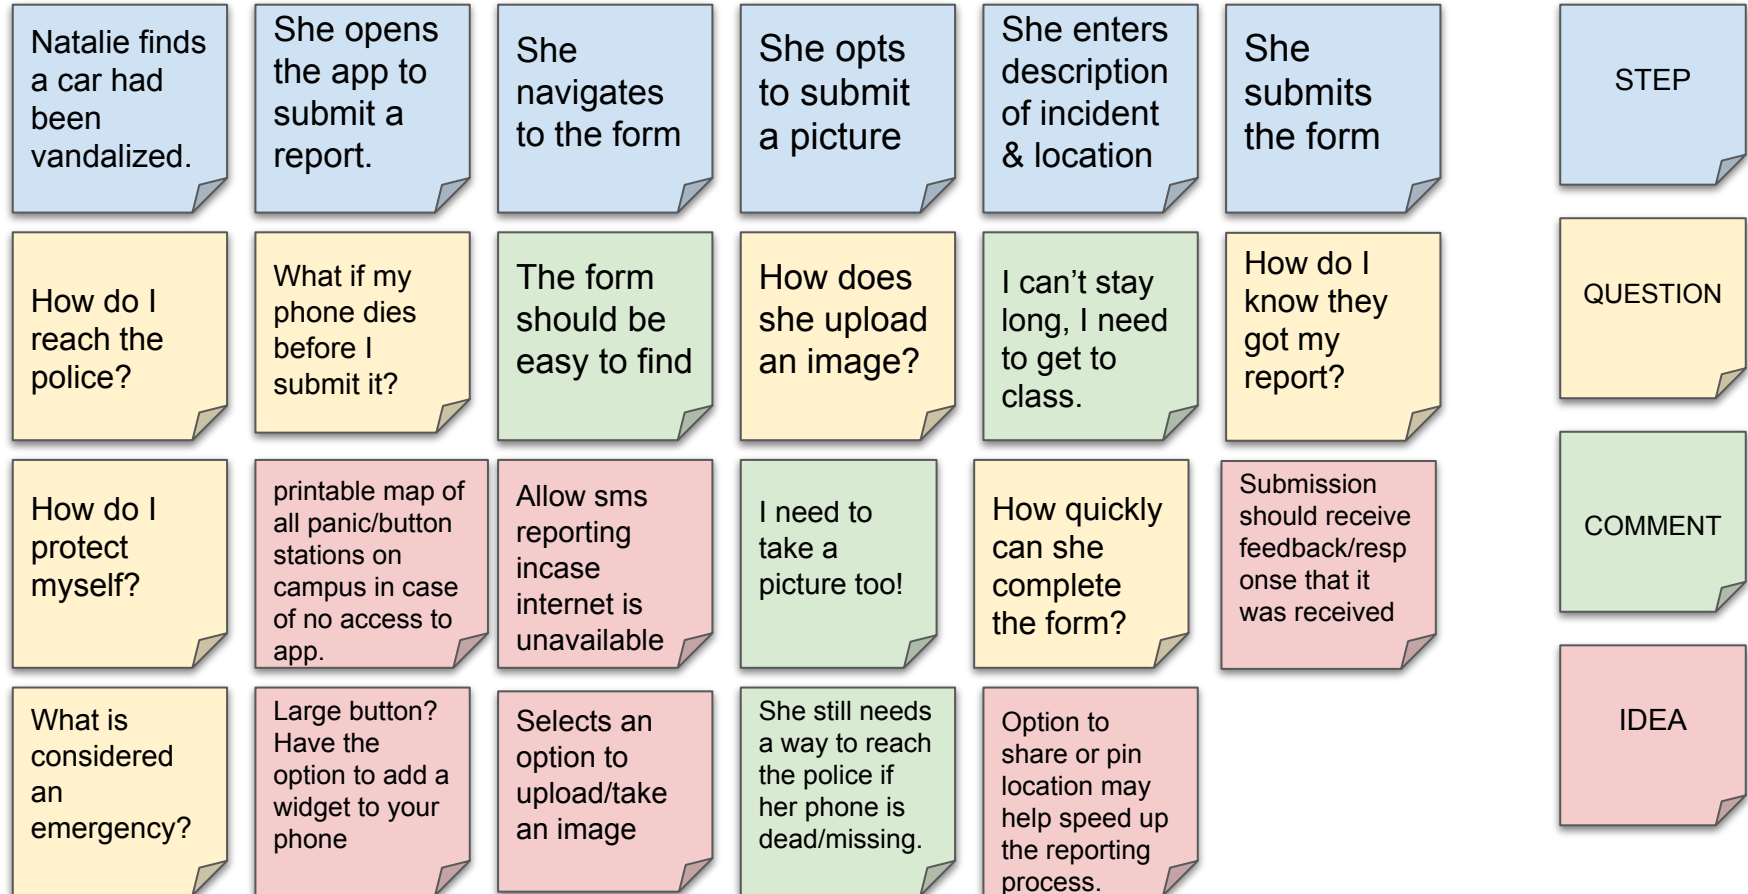 Natalie finds
a car had
been
vandalized.
She opens
the app to
submit a
report.
She
navigates
to the form
She opts
to submit
a picture
She enters
description
of incident
& location
She
submits
the form
STEP
How do I
reach the
police?
What if my
phone dies
before I
submit it?
The form
should be
easy to find
How does
she upload
an image?
I can’t stay
long, I need
to get to
class.
How do I
know they
got my
report?
QUESTION
How do I
protect
myself?
printable map of
all panic/button
stations on
campus in case
of no access to
app.
Allow sms
reporting
incase
internet is
unavailable
I need to
take a
picture too!
How quickly
can she
complete
the form?
Submission
should receive
feedback/resp
onse that it
was received
COMMENT
What is
considered
an
emergency?
Large button?
Have the
option to add a
widget to your
phone
Selects an
option to
upload/take
an image
She still needs
a way to reach
the police if
her phone is
dead/missing.
Option to
share or pin
location may
help speed up
the reporting
process.
IDEA